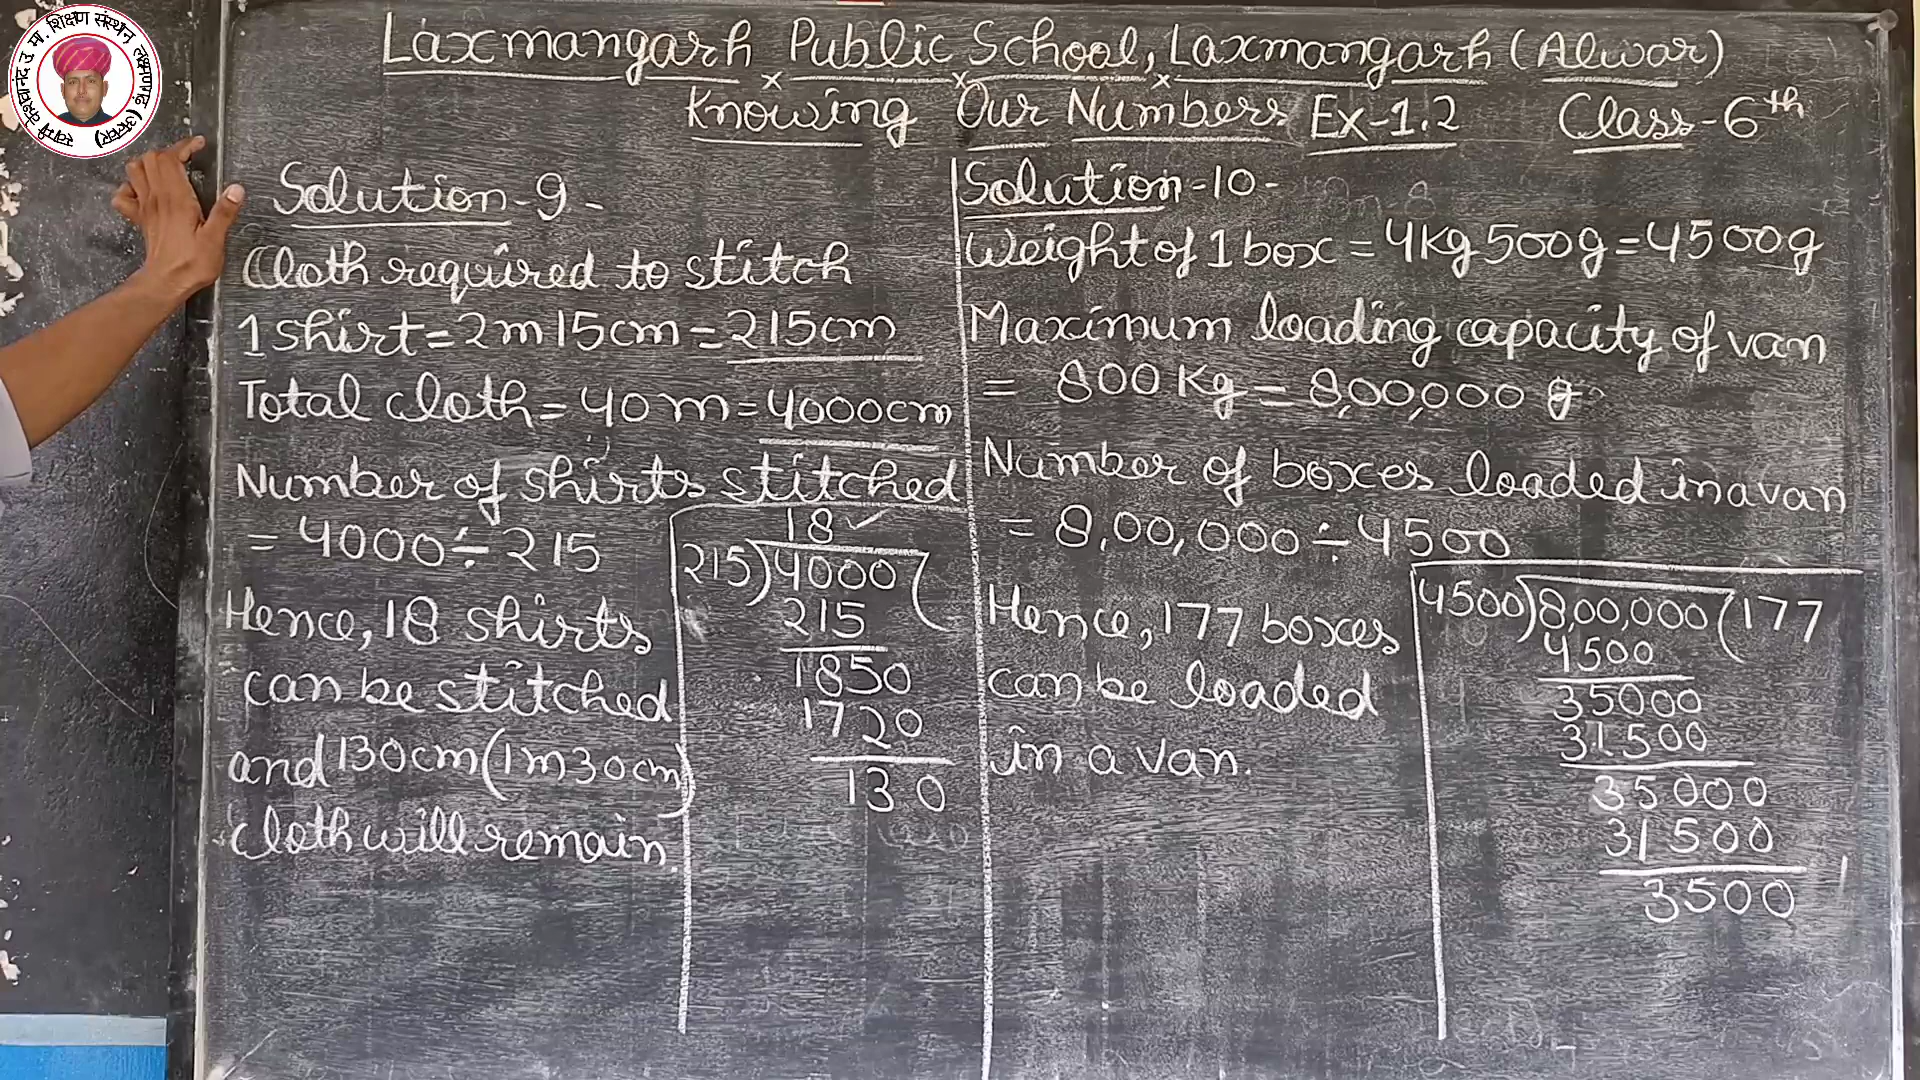 स्वामी केशवानंद उ. मा. शिक्षण संस्थान लक्ष्मणगढ़ (अलवर)
Laxmangarh Public School, Laxmangarh (Alwar)
x x x
Knowing Our Numbers Ex-1.2 Class-6th
Solution-9-
Cloth required to stitch
1 shirt = 2m 15cm = 215cm
Total cloth = 40m = 4000cm
Number of shirts stitched
= 4000 ÷ 215
Hence, 18 shirts
can be stitched
and 130cm (1m 30cm)
cloth will remain.
18 ✓
215)4000(
215
1850
1720
130
Solution-10-
Weight of 1 box = 4Kg 500g = 4500g
Maximum loading capacity of van
= 800 Kg = 8,00,000 g
Number of boxes loaded in a van
= 8,00,000 ÷ 4500
Hence, 177 boxes
can be loaded
in a van.
4500)8,00,000(177
4500
35000
31500
35000
31500
3500